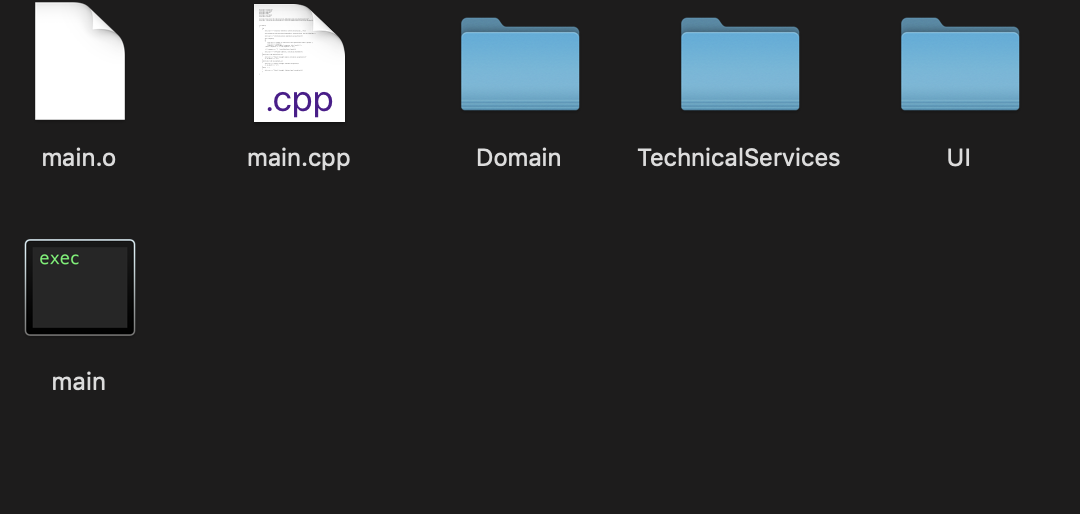 .cpp
main.o
main.cpp
Domain
TechnicalServices
UI
exec
main